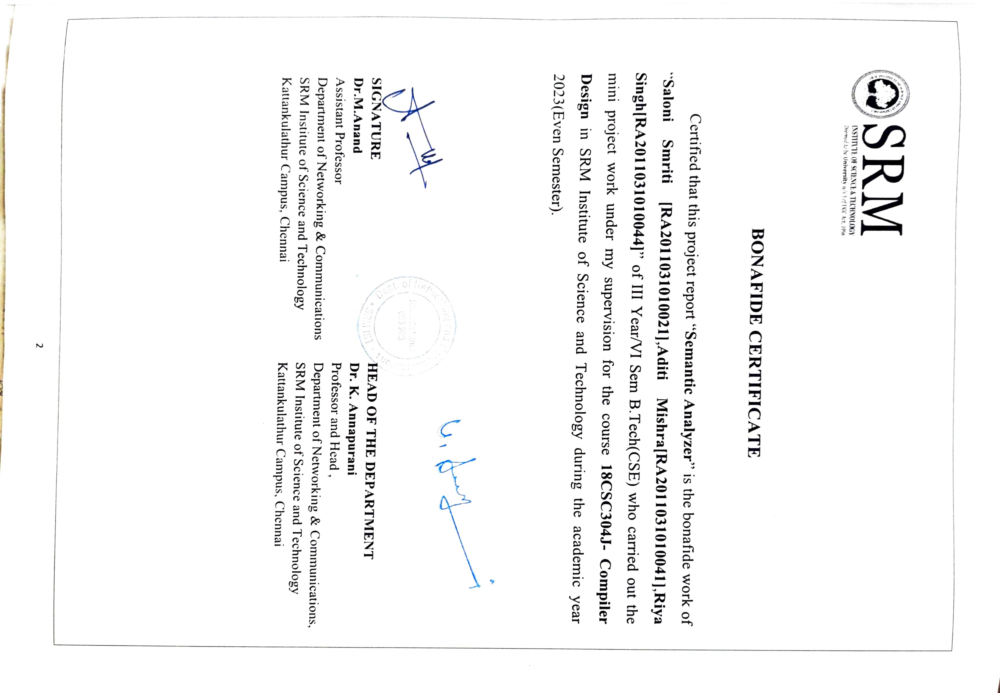 SRM
INSTITUTE OF SCIENCE & TECHNOLOGY
Deemed to be University u/s 3 of UGC Act, 1956
BONAFIDE CERTIFICATE
Certified that this project report “Semantic Analyzer” is the bonafide work of
“Saloni Smriti [RA2011031010021],Aditi Mishra[RA2011031010041],Riya
Singh[RA2011031010044]” of III Year/VI Sem B.Tech(CSE) who carried out the
mini project work under my supervision for the course 18CSC304J- Compiler
Design in SRM Institute of Science and Technology during the academic year
2023(Even Semester).
SIGNATURE
Dr.M.Anand
Assistant Professor
Department of Networking & Communications
SRM Institute of Science and Technology
Kattankulathur Campus, Chennai
Dept. of Networking and
603 203
* SRM IST *
HEAD OF THE DEPARTMENT
Dr. K. Annapurani
Professor and Head ,
Department of Networking & Communications,
SRM Institute of Science and Technology
Kattankulathur Campus, Chennai
2